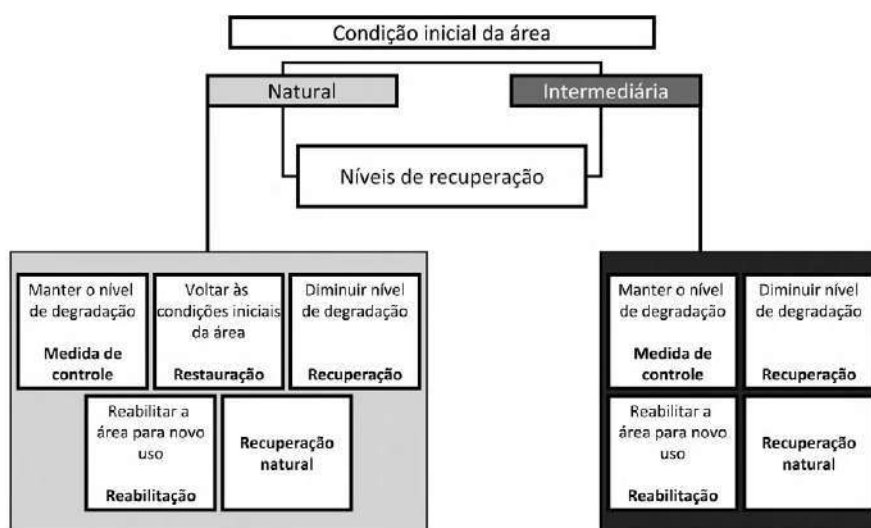 Condição inicial da área
Natural
Intermediária
Níveis de recuperação
Manter o nível
de degradação
Medida de
controle
Voltar às
condições iniciais
da área
Restauração
Diminuir nível
de degradação
Recuperação
Reabilitar a
área para novo
uso
Reabilitação
Recuperação
natural
Manter o nível
de degradação
Medida de
controle
Diminuir nível
de degradação
Recuperação
Reabilitar a
área para novo
uso
Reabilitação
Recuperação
natural